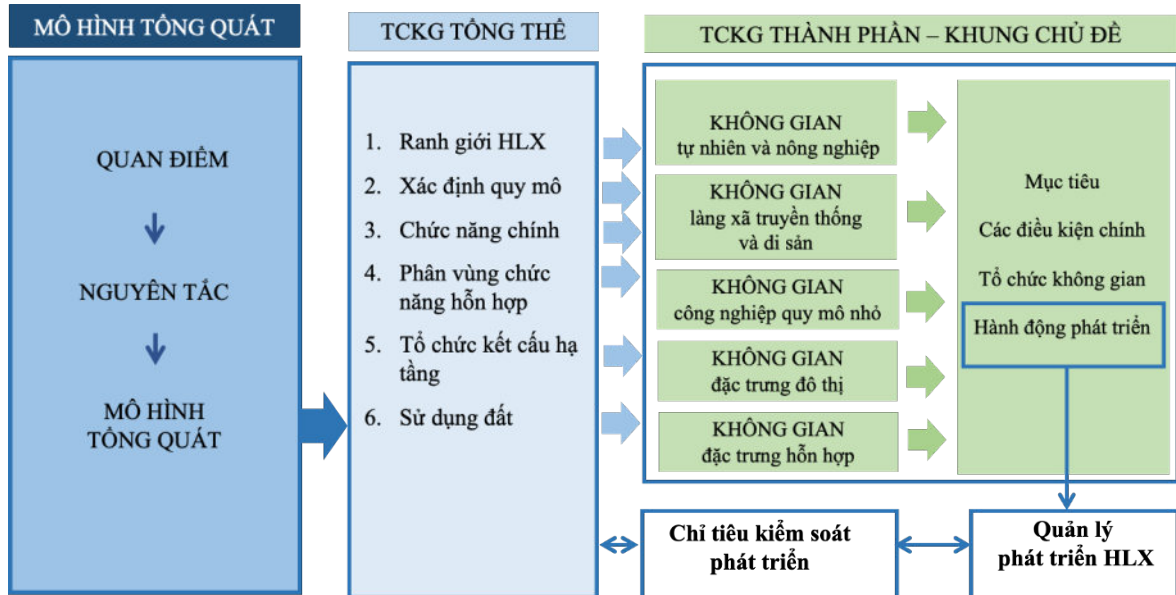 MÔ HÌNH TỔNG QUÁT
QUAN ĐIỂM
NGUYÊN TẮC
MÔ HÌNH
TỔNG QUÁT
TCKG TỔNG THỂ
1. Ranh giới HLX
2. Xác định quy mô
3. Chức năng chính
4. Phân vùng chức
năng hỗn hợp
5. Tổ chức kết cấu hạ
tầng
6. Sử dụng đất
TCKG THÀNH PHẦN – KHUNG CHỦ ĐỀ
KHÔNG GIAN
tự nhiên và nông nghiệp
KHÔNG GIAN
làng xã truyền thống
và di sản
KHÔNG GIAN
công nghiệp quy mô nhỏ
KHÔNG GIAN
đặc trưng đô thị
KHÔNG GIAN
đặc trưng hỗn hợp
Mục tiêu
Các điều kiện chính
Tổ chức không gian
Hành động phát triển
Chỉ tiêu kiểm soát
phát triển
Quản lý
phát triển HLX